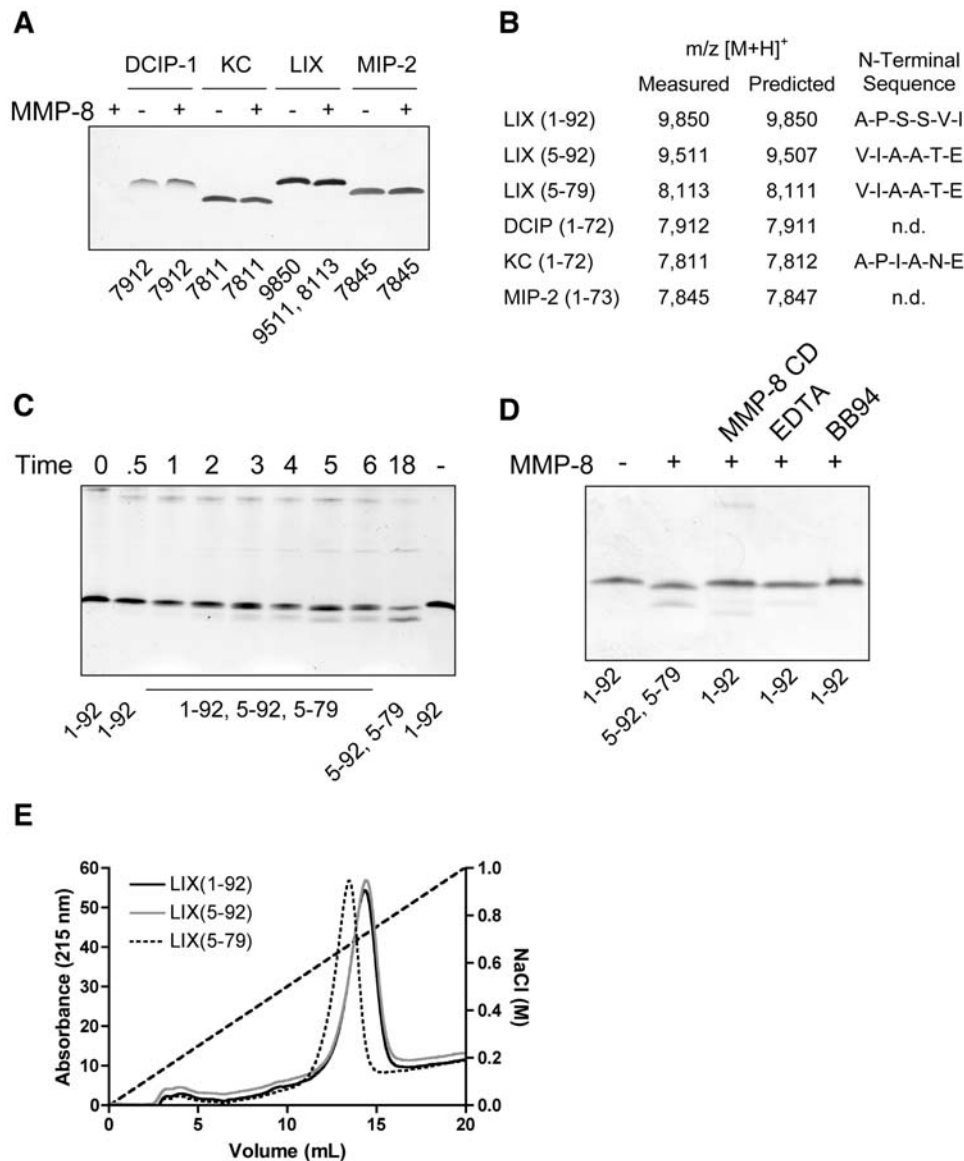 A
DCIP-1 KC LIX MIP-2
MMP-8 + - + - + - + - +
7912 7912 7811 7811 9850 9511, 8113 7845 7845
B
m/z [M+H]+ N-Terminal
Measured Predicted Sequence
LIX (1-92) 9,850 9,850 A-P-S-S-V-I
LIX (5-92) 9,511 9,507 V-I-A-A-T-E
LIX (5-79) 8,113 8,111 V-I-A-A-T-E
DCIP (1-72) 7,912 7,911 n.d.
KC (1-72) 7,811 7,812 A-P-I-A-N-E
MIP-2 (1-73) 7,845 7,847 n.d.
C
Time 0 .5 1 2 3 4 5 6 18 -
1-92 1-92 1-92, 5-92, 5-79 5-92, 5-79 1-92
D
MMP-8 CD EDTA BB94
MMP-8 - + + + +
1-92 5-92, 5-79 1-92 1-92 1-92
E
LIX(1-92)
LIX(5-92)
LIX(5-79)
Absorbance (215 nm)
60
50
40
30
20
10
0
NaCl (M)
1.0
0.8
0.6
0.4
0.2
0.0
0 5 10 15 20
Volume (mL)